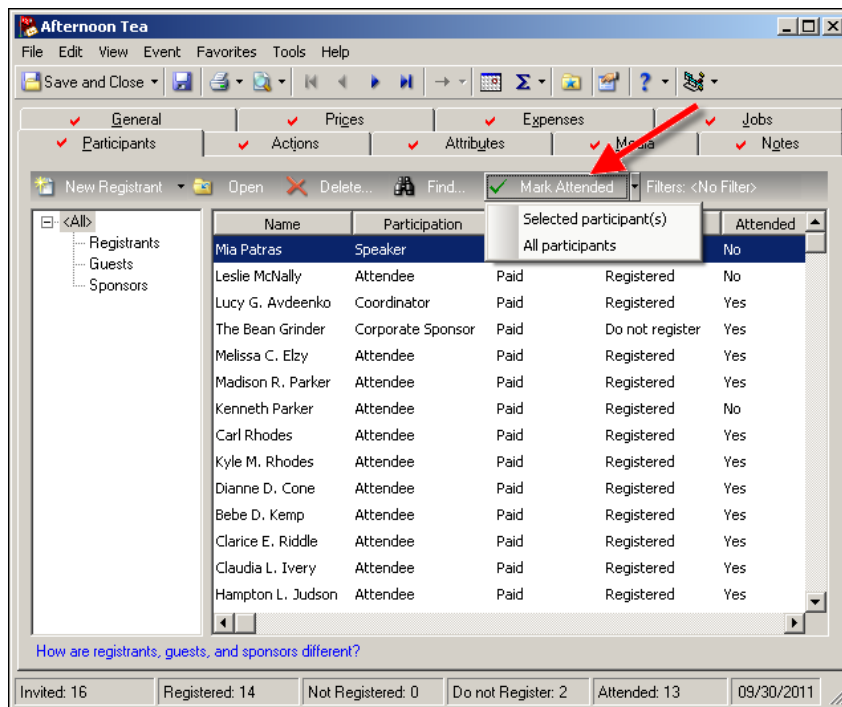 Afternoon Tea
File Edit View Event Favorites Tools Help
Save and Close
General Prices Expenses Jobs
Participants Actions Attributes Media Notes
New Registrant Open Delete... Find... Mark Attended Filters: <No Filter>
Selected participant(s)
All participants
<All>
Registrants
Guests
Sponsors
Name Participation Attended
Mia Patras Speaker No
Leslie McNally Attendee Paid Registered No
Lucy G. Avdeenko Coordinator Paid Registered Yes
The Bean Grinder Corporate Sponsor Paid Do not register Yes
Melissa C. Elzy Attendee Paid Registered Yes
Madison R. Parker Attendee Paid Registered Yes
Kenneth Parker Attendee Paid Registered No
Carl Rhodes Attendee Paid Registered Yes
Kyle M. Rhodes Attendee Paid Registered Yes
Dianne D. Cone Attendee Paid Registered Yes
Bebe D. Kemp Attendee Paid Registered Yes
Clarice E. Riddle Attendee Paid Registered Yes
Claudia L. Ivery Attendee Paid Registered Yes
Hampton L. Judson Attendee Paid Registered Yes
How are registrants, guests, and sponsors different?
Invited: 16 Registered: 14 Not Registered: 0 Do not Register: 2 Attended: 13 09/30/2011